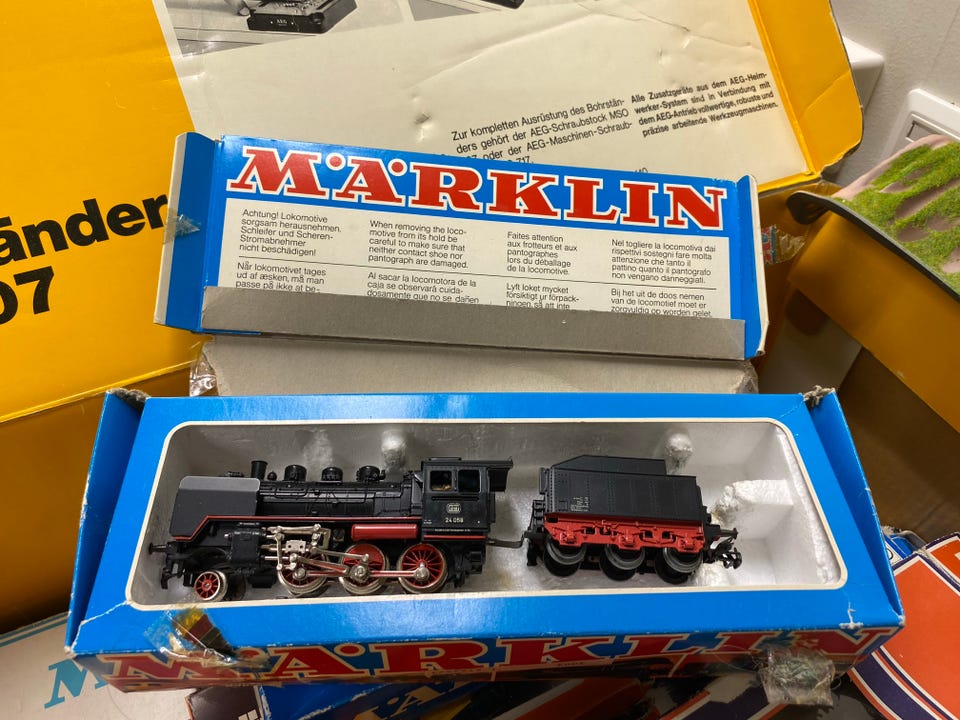 AEG
Zur kompletten Ausrüstung des Bohrstän-
ders gehört der AEG-Schraubstock MSO
oder der AEG-Maschinen-Schraub-
717.
Alle Zusatzgeräte aus dem AEG-Heim-
werker-System sind in Verbindung mit
dem AEG-Antrieb vollwertige, robuste und
präzise arbeitende Werkzeugmaschinen.
änder
07
MÄRKLIN
Achtung! Lokomotive
sorgsam herausnehmen.
Schleifer und Scheren-
Stromabnehmer
nicht beschädigen!
When removing the loco-
motive from its hold be
careful to make sure that
neither contact shoe nor
pantograph are damaged.
Faites attention
aux frotteurs et aux
pantographes
lors du déballage
de la locomotive.
Nel togliere la locomotiva dai
rispettivi sostegni fare molta
attenzione che tanto il
pattino quanto il pantografo
non vengano danneggiati.
Når lokomotivet tages
ud af æsken, må man
passe på ikke at be-
Al sacar la locomotora de la
caja se observará cuida-
dosamente que no se dañen
Lyft loket mycket
försiktigt ur förpack-
ningen, så att inte
Bij het uit de doos nemen
van de locomotief moet er
zorgvuldig op worden gelet,
24 058
MÄRKLIN